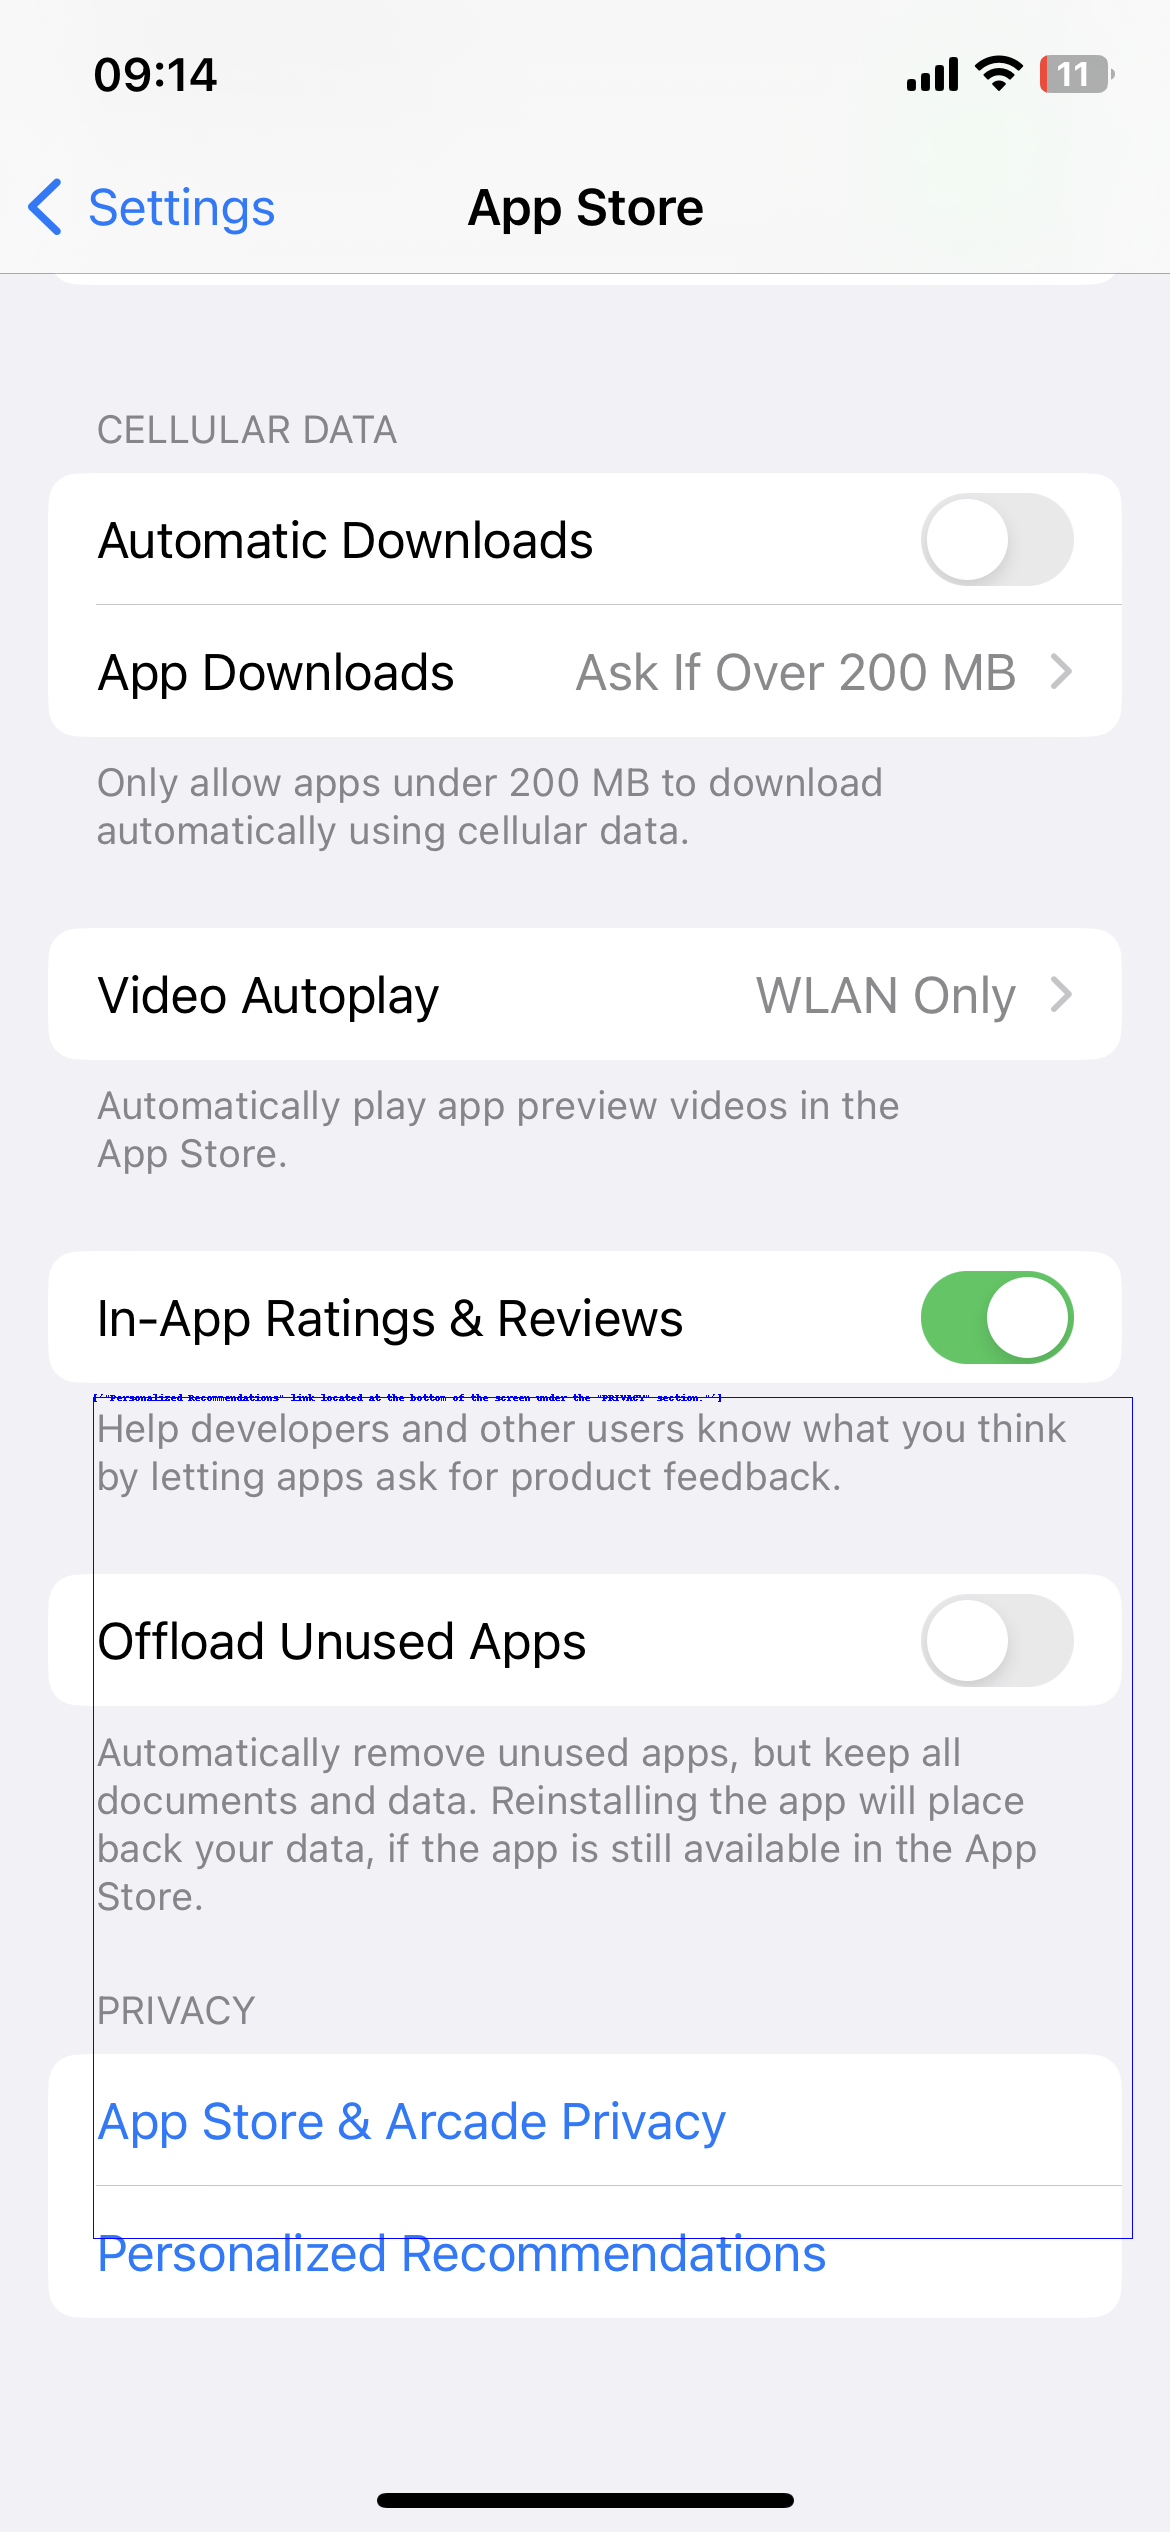 09:14
11
Settings
App Store
CELLULAR DATA
Automatic Downloads
App Downloads Ask If Over 200 MB
Only allow apps under 200 MB to download
automatically using cellular data.
Video Autoplay WLAN Only
Automatically play app preview videos in the
App Store.
In-App Ratings & Reviews
['"Personalized Recommendations" link located at the bottom of the screen under the "PRIVACY" section."']
Help developers and other users know what you think
by letting apps ask for product feedback.
Offload Unused Apps
Automatically remove unused apps, but keep all
documents and data. Reinstalling the app will place
back your data, if the app is still available in the App
Store.
PRIVACY
App Store & Arcade Privacy
Personalized Recommendations